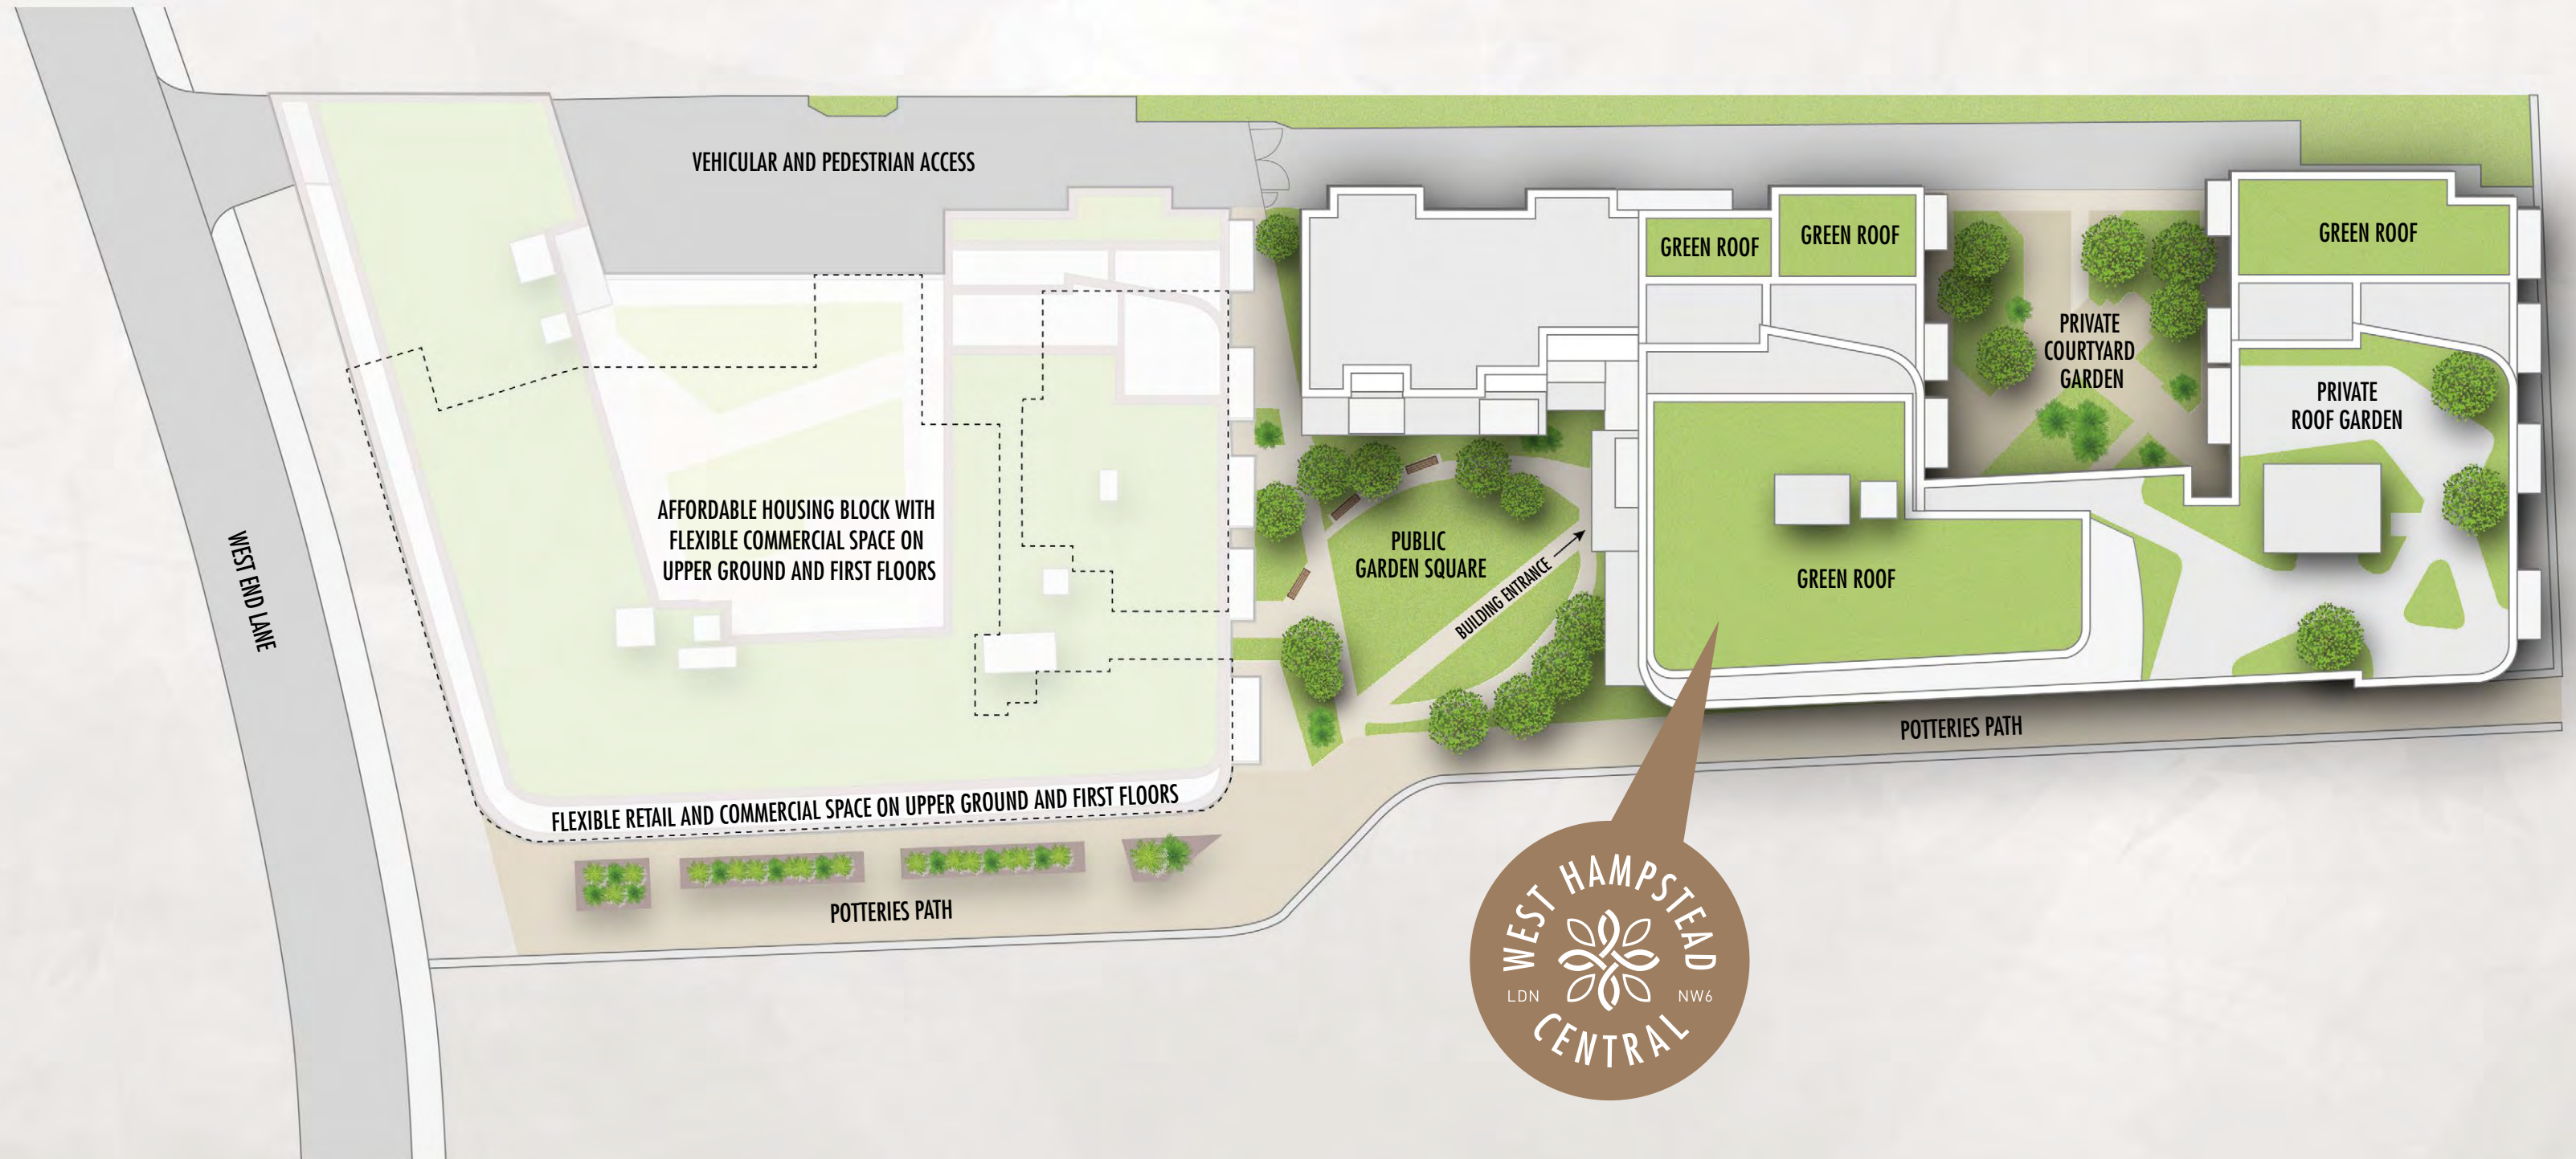 VEHICULAR AND PEDESTRIAN ACCESS
WEST END LANE
AFFORDABLE HOUSING BLOCK WITH
FLEXIBLE COMMERCIAL SPACE ON
UPPER GROUND AND FIRST FLOORS
FLEXIBLE RETAIL AND COMMERCIAL SPACE ON UPPER GROUND AND FIRST FLOORS
POTTERIES PATH
PUBLIC
GARDEN SQUARE
BUILDING ENTRANCE
GREEN ROOF
GREEN ROOF
GREEN ROOF
PRIVATE
COURTYARD
GARDEN
GREEN ROOF
PRIVATE
ROOF GARDEN
POTTERIES PATH
WEST HAMPSTEAD
LDN
NW6
CENTRAL